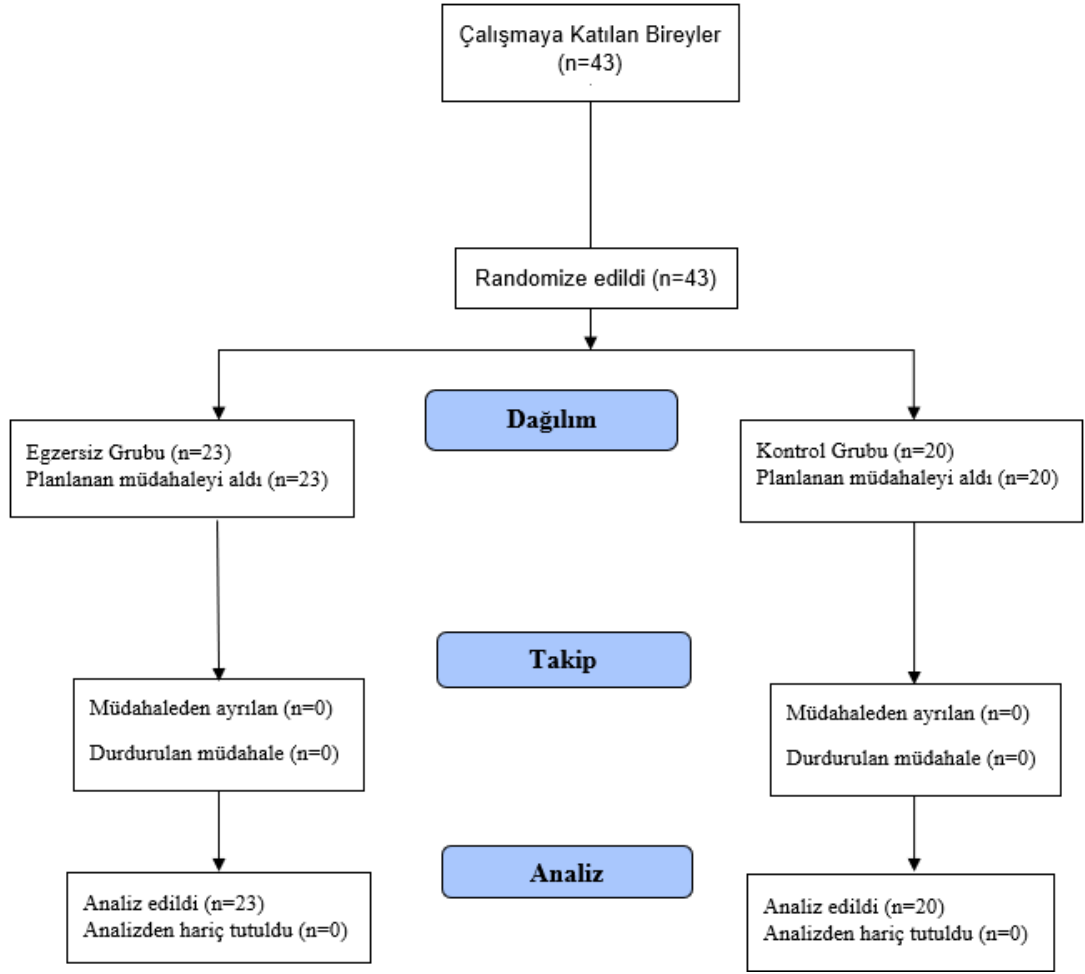 Çalışmaya Katılan Bireyler
(n=43)
Randomize edildi (n=43)
Dağılım
Egzersiz Grubu (n=23)
Planlanan müdahaleyi aldı (n=23)
Kontrol Grubu (n=20)
Planlanan müdahaleyi aldı (n=20)
Takip
Müdahaleden ayrılan (n=0)
Durdurulan müdahale (n=0)
Müdahaleden ayrılan (n=0)
Durdurulan müdahale (n=0)
Analiz
Analiz edildi (n=23)
Analizden hariç tutuldu (n=0)
Analiz edildi (n=20)
Analizden hariç tutuldu (n=0)